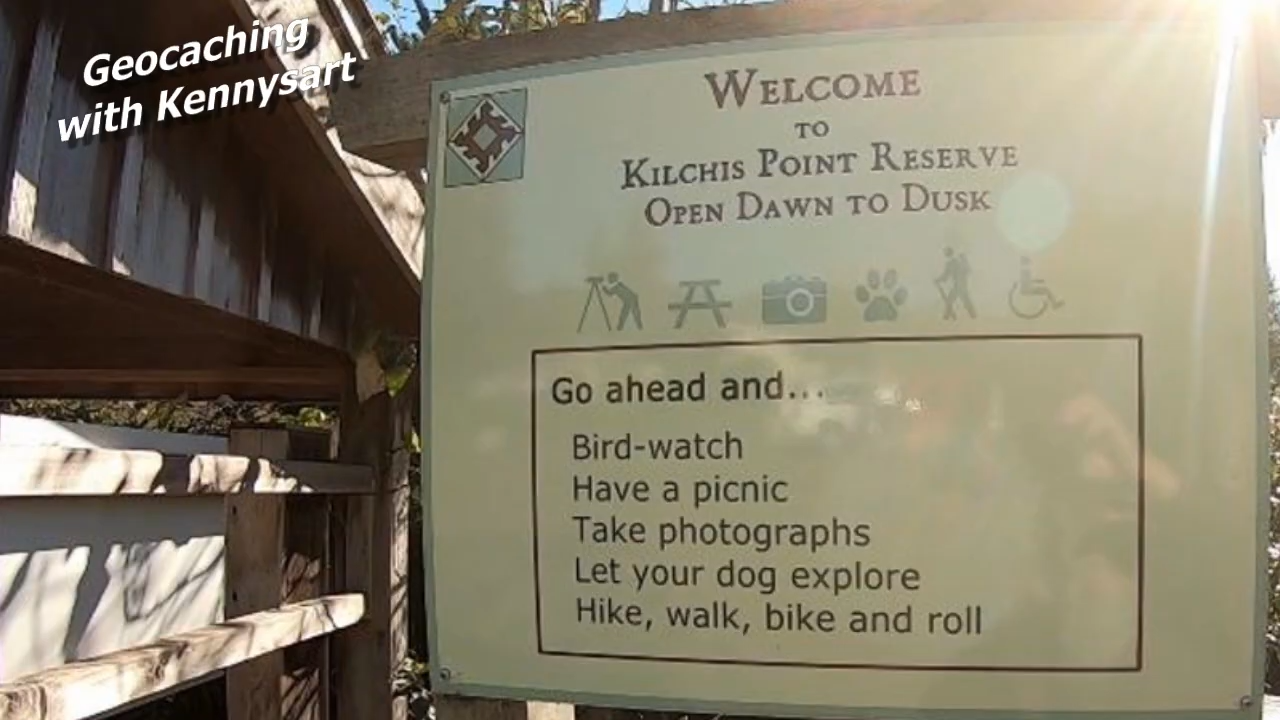 Geocaching
with Kennysart
WELCOME
TO
KILCHIS POINT RESERVE
OPEN DAWN TO DUSK
Go ahead and...
Bird-watch
Have a picnic
Take photographs
Let your dog explore
Hike, walk, bike and roll